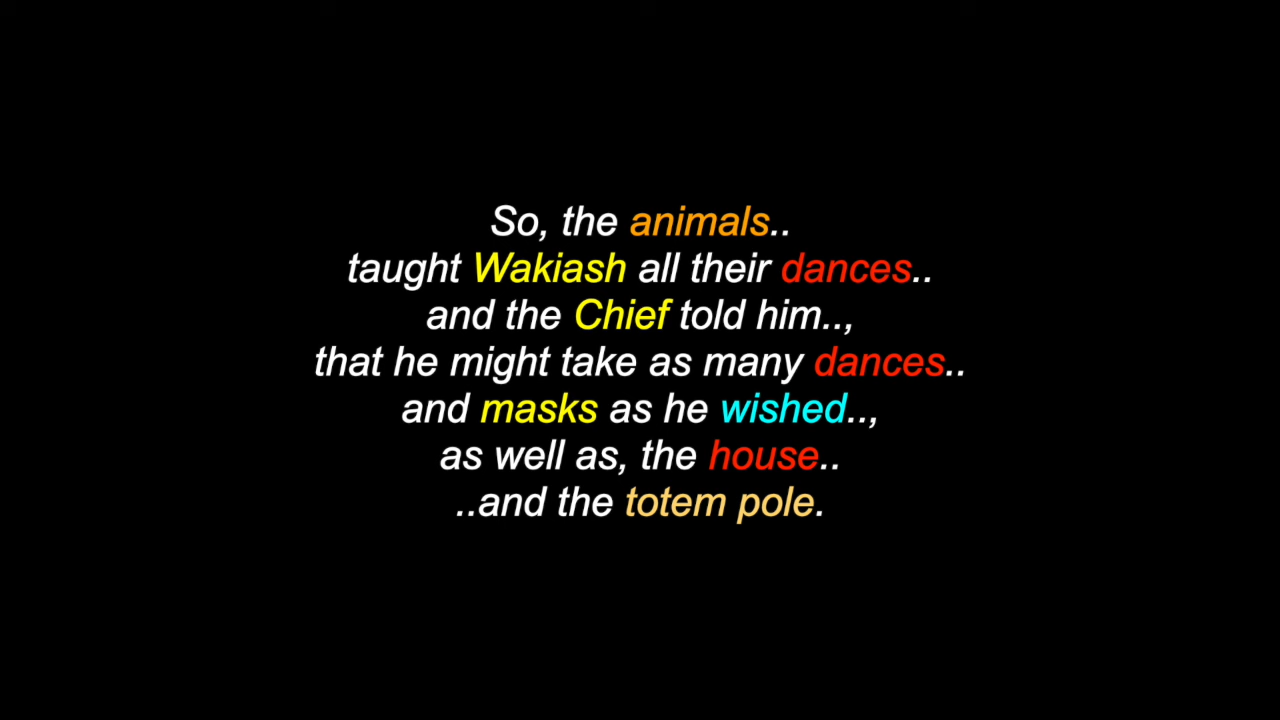 So, the animals..
taught Wakiash all their dances..
and the Chief told him..,
that he might take as many dances..
and masks as he wished..,
as well as, the house..
..and the totem pole.